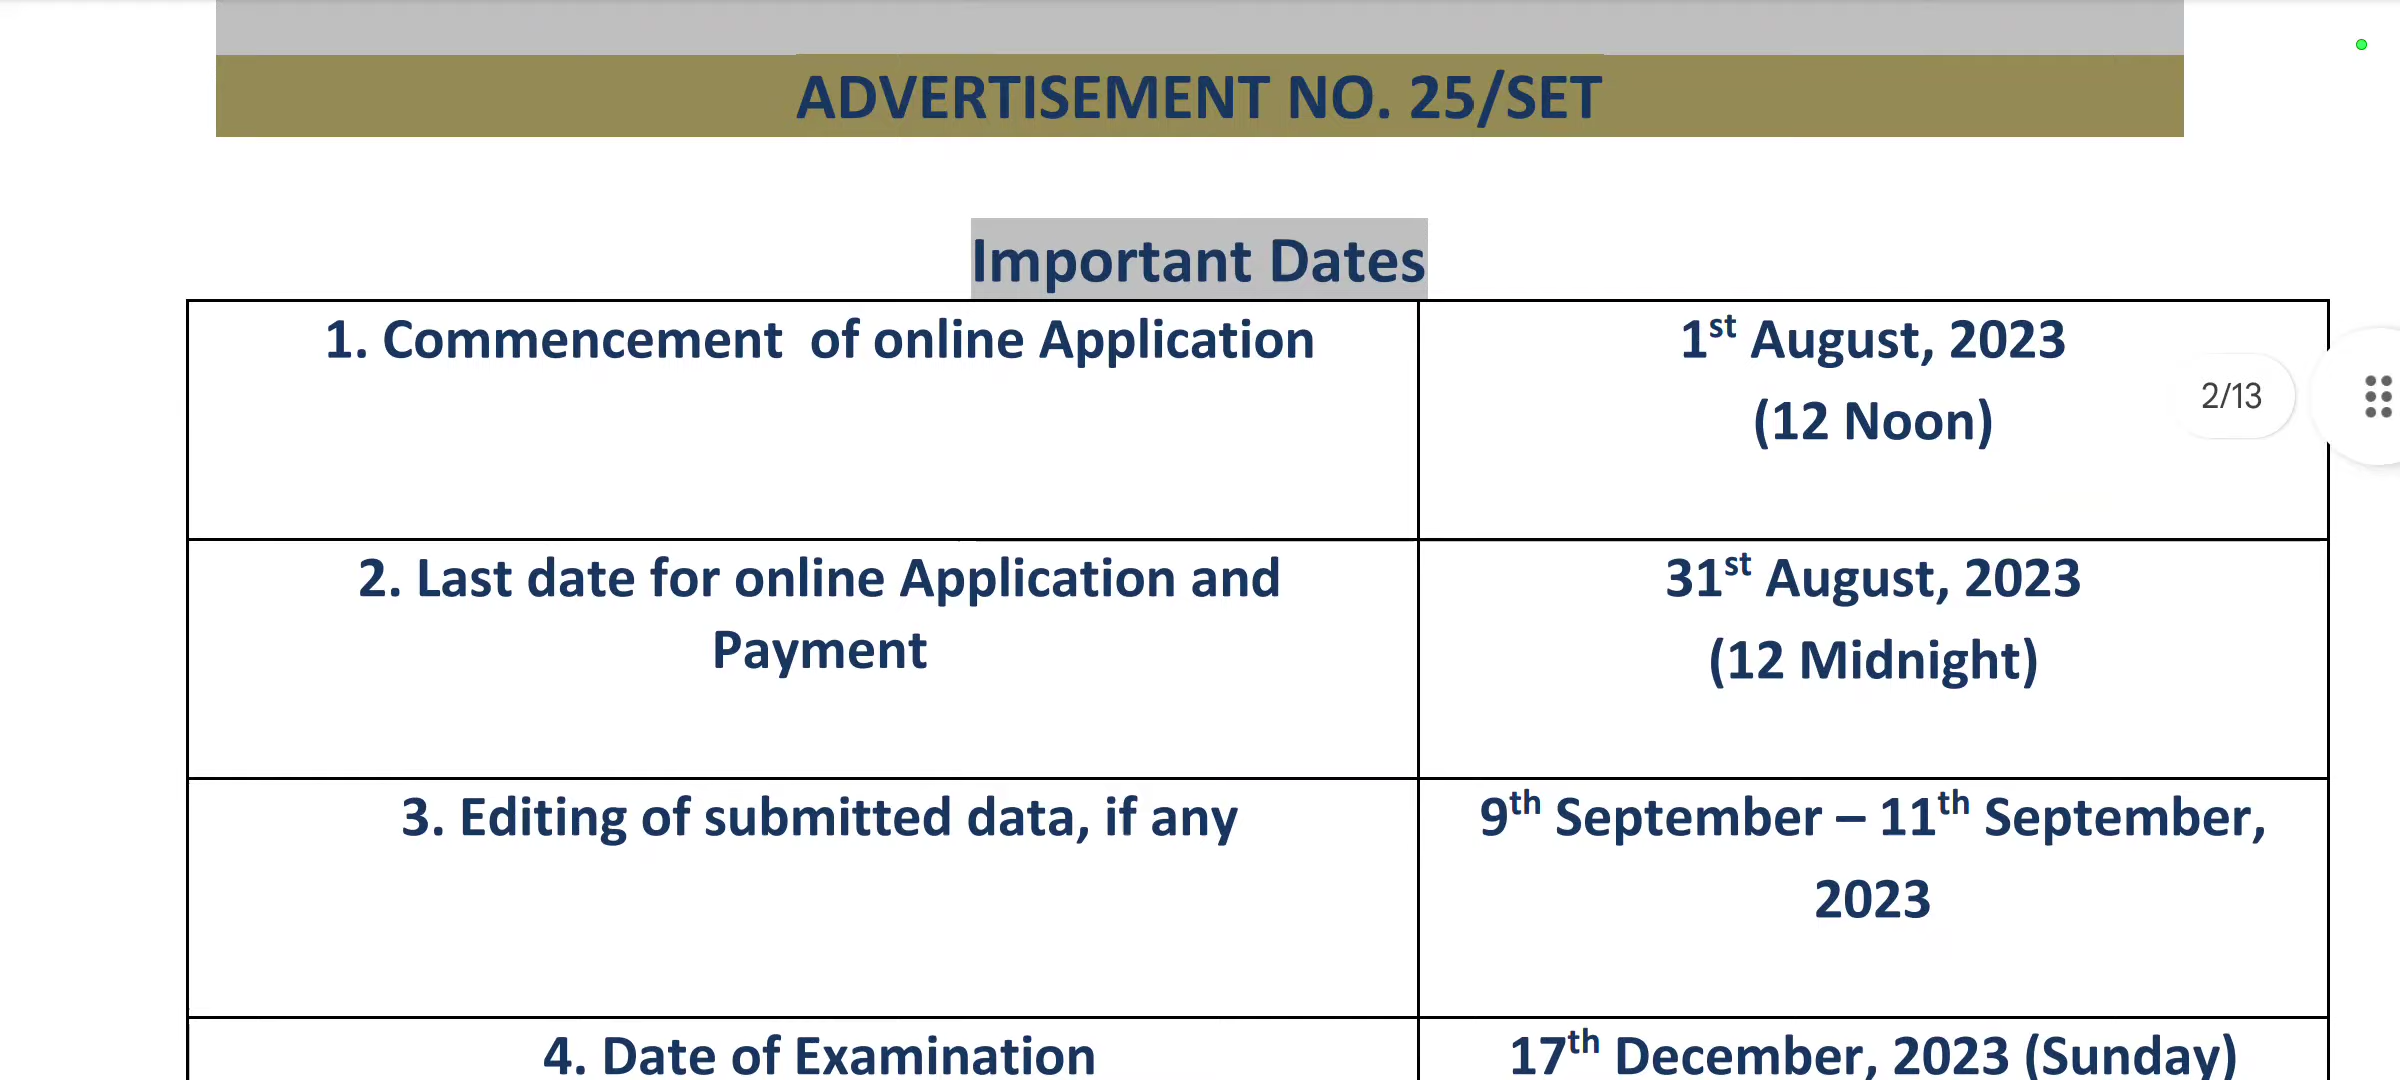 ADVERTISEMENT NO. 25/SET
Important Dates
1. Commencement of online Application
1st August, 2023
(12 Noon)
2/13
2. Last date for online Application and
Payment
31st August, 2023
(12 Midnight)
3. Editing of submitted data, if any
9th September – 11th September,
2023
4. Date of Examination
17th December, 2023 (Sunday)